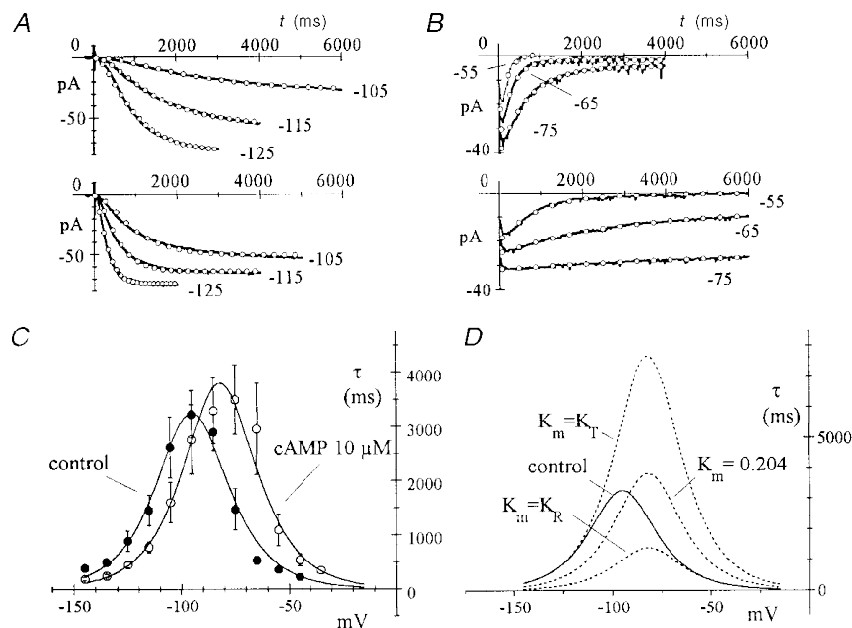 A
t (ms)
0 2000 4000 6000
0
pA
-50
-105
-115
-125
0 2000 4000 6000
0
pA
-50
-105
-115
-125
B
t (ms)
0 2000 4000 6000
-55
-65
pA
-75
-40
0 2000 4000 6000
-55
pA
-65
-75
-40
C
τ
(ms)
4000
3000
2000
1000
0
control
cAMP 10 µM
-150 -100 -50
mV
D
τ
(ms)
5000
0
Km=KT
control
Km= 0.204
Km=KR
-150 -100 -50
mV